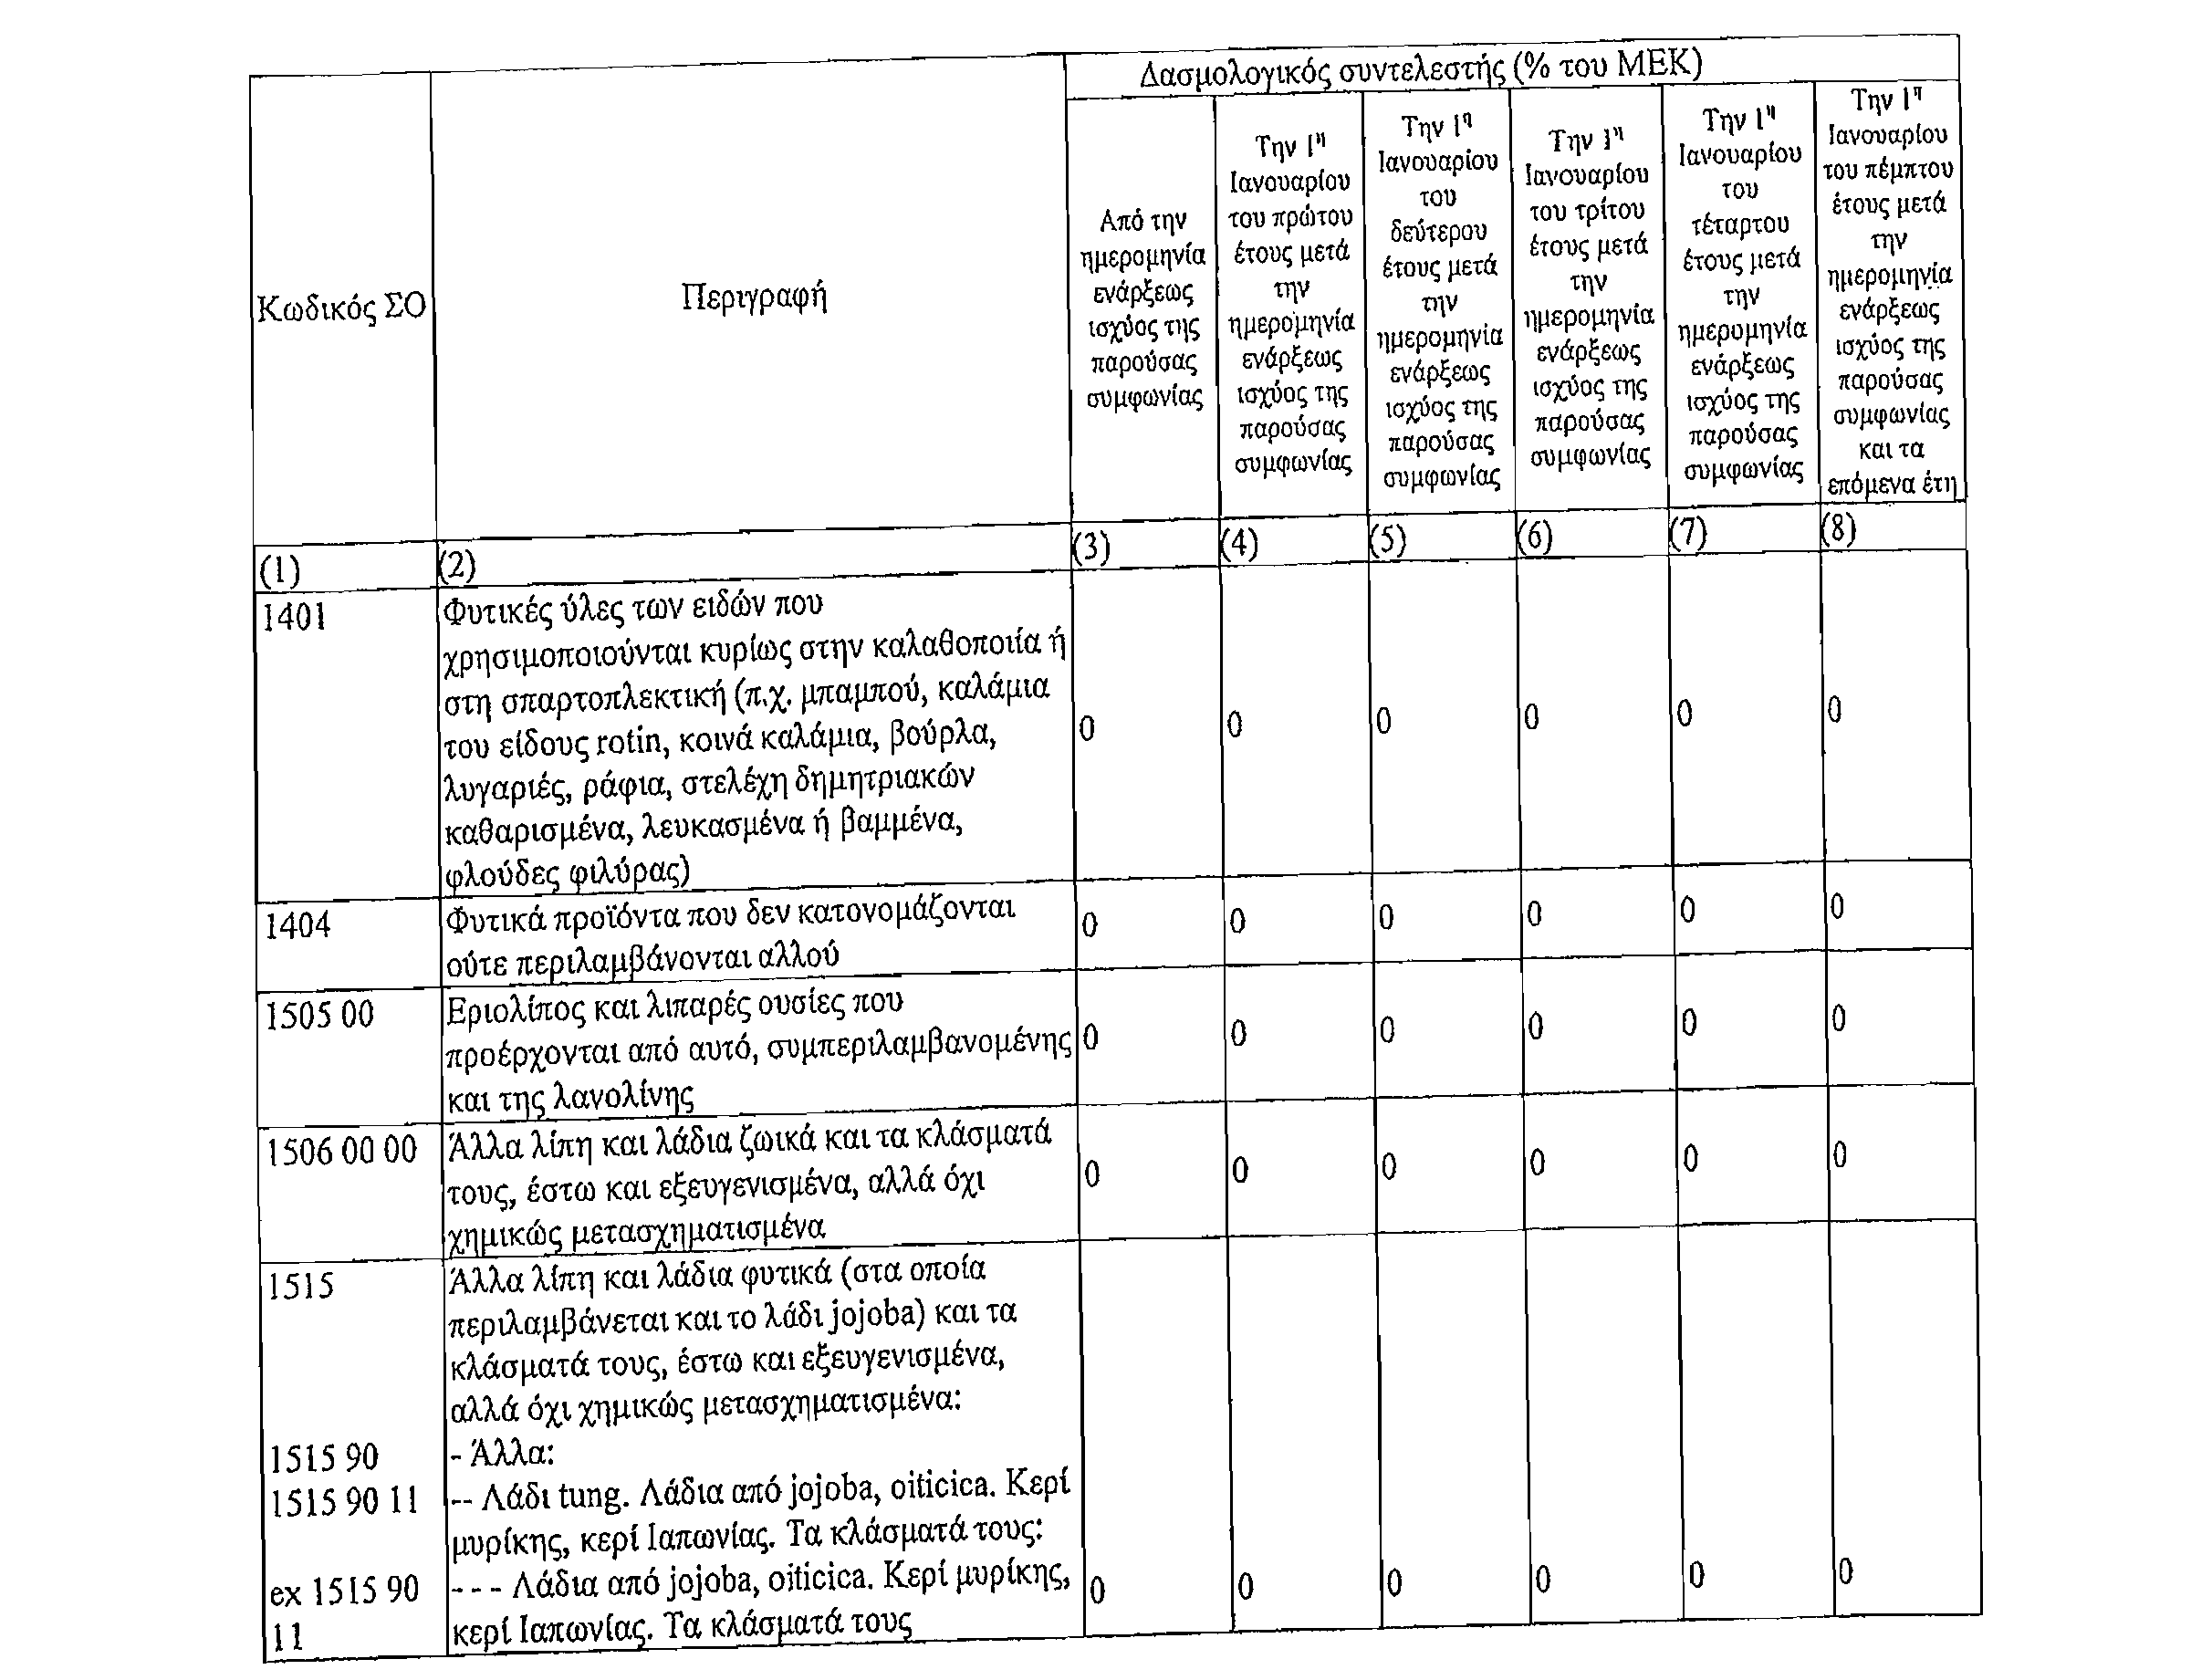 Δασμολογικός συντελεστής (% του ΜΕΚ)
Κωδικός ΣΟ
Περιγραφή
Από την
ημερομηνία
ενάρξεως
ισχύος της
παρούσας
συμφωνίας
Την 1η
Ιανουαρίου
του πρώτου
έτους μετά
την
ημερομηνία
ενάρξεως
ισχύος της
παρούσας
συμφωνίας
Την 1η
Ιανουαρίου
του
δεύτερου
έτους μετά
την
ημερομηνία
ενάρξεως
ισχύος της
παρούσας
συμφωνίας
Την 1η
Ιανουαρίου
του τρίτου
έτους μετά
την
ημερομηνία
ενάρξεως
ισχύος της
παρούσας
συμφωνίας
Την 1η
Ιανουαρίου
του
τέταρτου
έτους μετά
την
ημερομηνία
ενάρξεως
ισχύος της
παρούσας
συμφωνίας
Την 1η
Ιανουαρίου
του πέμπτου
έτους μετά
την
ημερομηνία
ενάρξεως
ισχύος της
παρούσας
συμφωνίας
και τα
επόμενα έτη
(1) (2) (3) (4) (5) (6) (7) (8)
1401 Φυτικές ύλες των ειδών που
χρησιμοποιούνται κυρίως στην καλαθοποιία ή
στη σπαρτοπλεκτική (π.χ. μπαμπού, καλάμια
του είδους rotin, κοινά καλάμια, βούρλα, 0 0 0 0 0 0
λυγαριές, ράφια, στελέχη δημητριακών
καθαρισμένα, λευκασμένα ή βαμμένα,
φλούδες φιλύρας)
1404 Φυτικά προϊόντα που δεν κατονομάζονται 0 0 0 0 0 0
ούτε περιλαμβάνονται αλλού
1505 00 Εριολίπος και λιπαρές ουσίες που
προέρχονται από αυτό, συμπεριλαμβανομένης 0 0 0 0 0 0
και της λανολίνης
1506 00 00 Άλλα λίπη και λάδια ζωικά και τα κλάσματά
τους, έστω και εξευγενισμένα, αλλά όχι 0 0 0 0 0 0
χημικώς μετασχηματισμένα
1515 Άλλα λίπη και λάδια φυτικά (στα οποία
περιλαμβάνεται και το λάδι jojoba) και τα
κλάσματά τους, έστω και εξευγενισμένα,
αλλά όχι χημικώς μετασχηματισμένα:
1515 90 - Άλλα:
1515 90 11 -- Λάδι tung. Λάδια από jojoba, oiticica. Κερί
μυρίκης, κερί Ιαπωνίας. Τα κλάσματά τους:
ex 1515 90 - - - Λάδια από jojoba, oiticica. Κερί μυρίκης, 0 0 0 0 0 0
11 κερί Ιαπωνίας. Τα κλάσματά τους